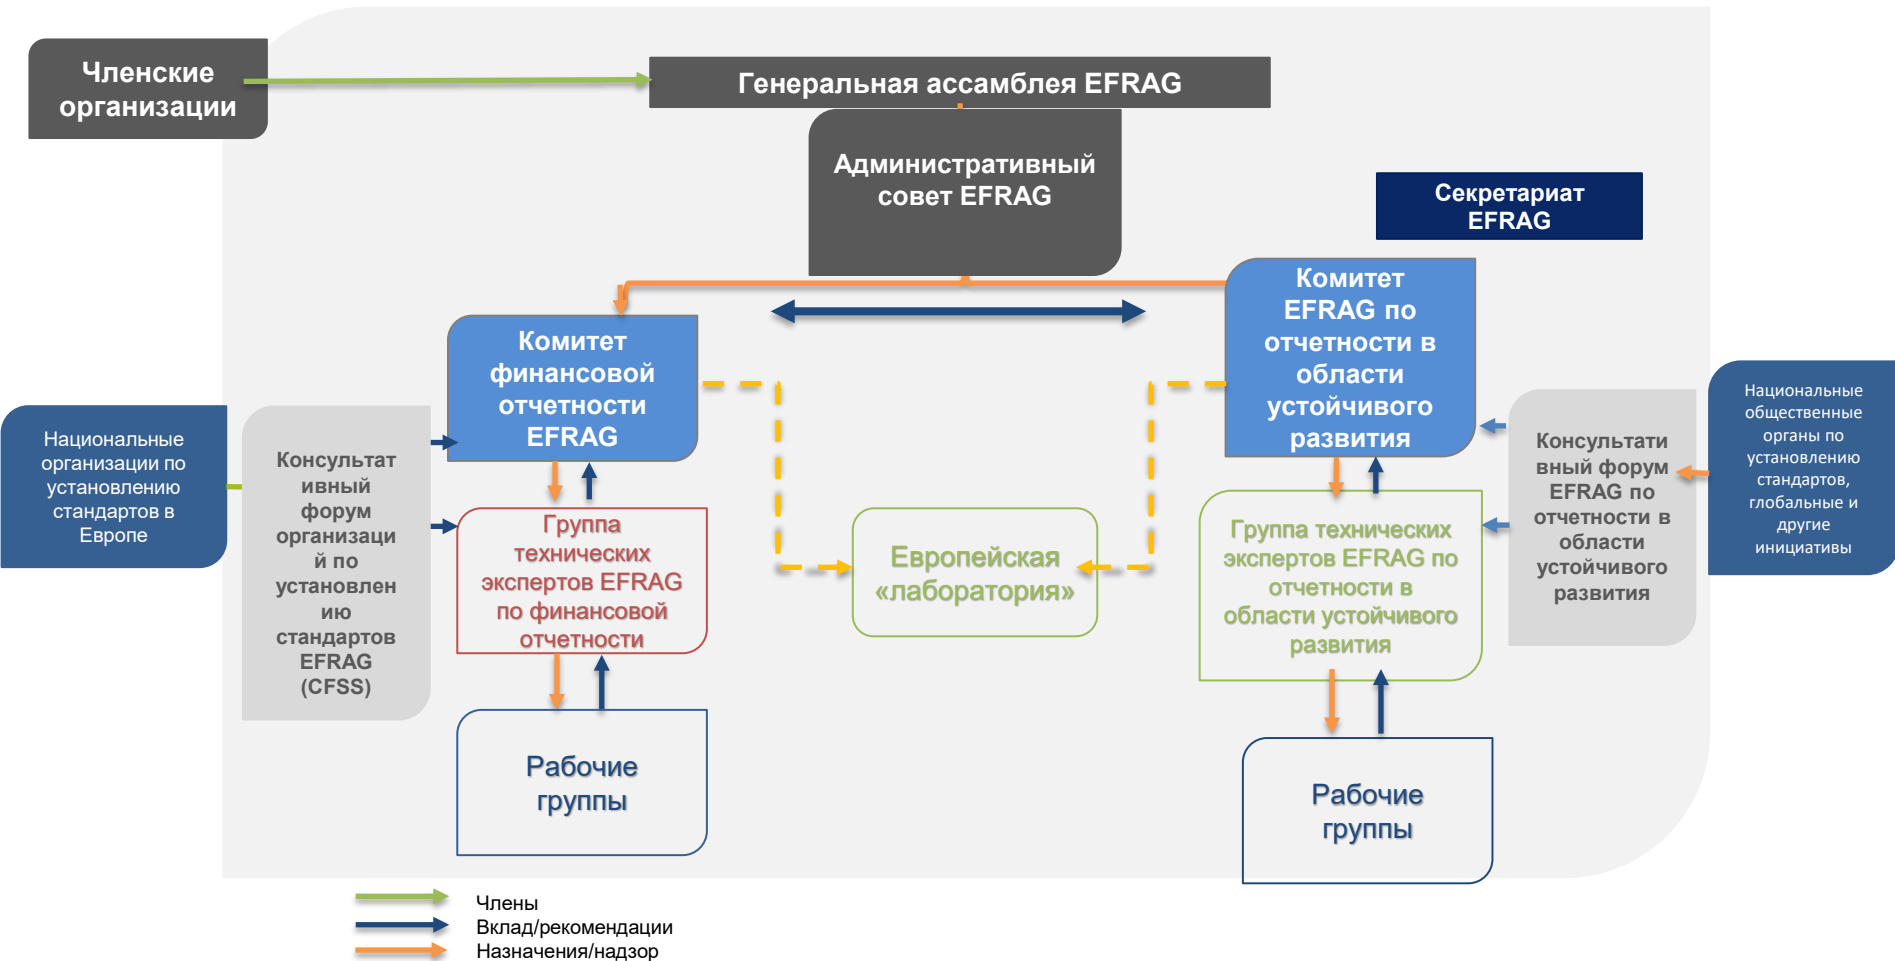 Членские
организации
Генеральная ассамблея EFRAG
Административный
совет EFRAG
Секретариат
EFRAG
Комитет
финансовой
отчетности
EFRAG
Комитет
EFRAG по
отчетности в
области
устойчивого
развития
Национальные
организации по
установлению
стандартов в
Европе
Консультат
ивный
форум
организаци
й по
установлен
ию
стандартов
EFRAG
(CFSS)
Группа
технических
экспертов EFRAG
по финансовой
отчетности
Европейская
«лаборатория»
Группа технических
экспертов EFRAG по
отчетности в
области устойчивого
развития
Консультати
вный форум
EFRAG по
отчетности в
области
устойчивого
развития
Национальные
общественные
органы по
установлению
стандартов,
глобальные и
другие
инициативы
Рабочие
группы
Рабочие
группы
Члены
Вклад/рекомендации
Назначения/надзор